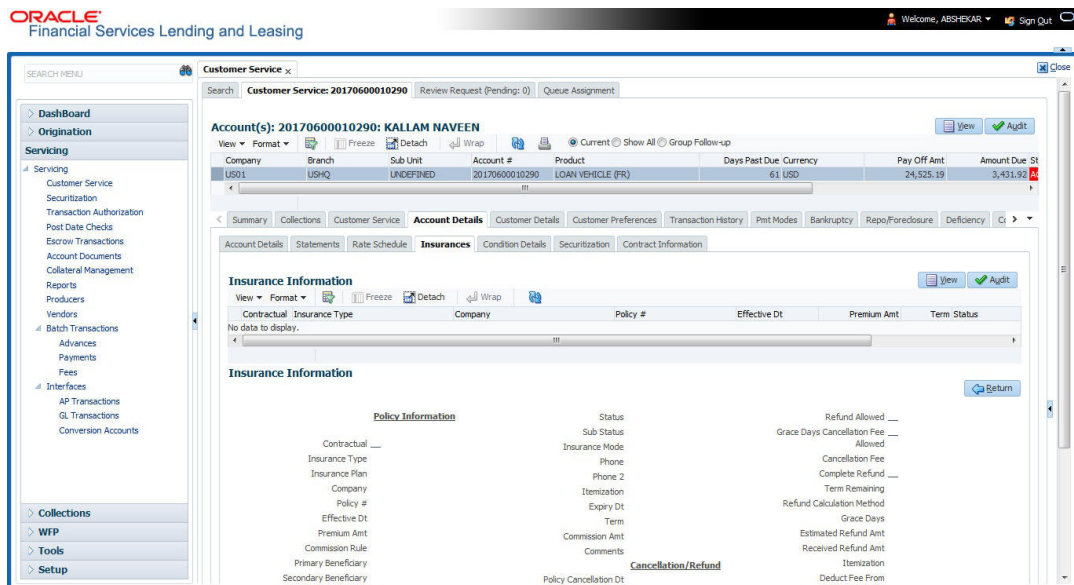 ORACLE
Financial Services Lending and Leasing
Welcome, ABSHEKAR
Sign Out
Close
SEARCH MENU
DashBoard
Origination
Servicing
Servicing
Customer Service
Securitization
Transaction Authorization
Post Date Checks
Escrow Transactions
Account Documents
Collateral Management
Reports
Producers
Vendors
Batch Transactions
Advances
Payments
Fees
Interfaces
AP Transactions
GL Transactions
Conversion Accounts
Collections
WFP
Tools
Setup
Customer Service
Search Customer Service: 20170600010290 Review Request (Pending: 0) Queue Assignment
Account(s): 20170600010290: KALLAM NAVEEN
View Audit
View Format Freeze Detach Wrap Current Show All Group Follow-up
Company Branch Sub Unit Account # Product Days Past Due Currency Pay Off Amt Amount Due St
US01 USHQ UNDEFINED 20170600010290 LOAN VEHICLE (FR) 61 USD 24,525.19 3,431.92
Summary Collections Customer Service Account Details Customer Details Customer Preferences Transaction History Pmt Modes Bankruptcy Repo/Foreclosure Deficiency
Account Details Statements Rate Schedule Insurances Condition Details Securitization Contract Information
Insurance Information
View Audit
View Format Freeze Detach Wrap
Contractual Insurance Type Company Policy # Effective Dt Premium Amt Term Status
No data to display.
Insurance Information
Return
Policy Information
Contractual
Insurance Type
Insurance Plan
Company
Policy #
Effective Dt
Premium Amt
Commission Rule
Primary Beneficiary
Secondary Beneficiary
Status
Sub Status
Insurance Mode
Phone
Phone 2
Itemization
Expiry Dt
Term
Commission Amt
Comments
Cancellation/Refund
Policy Cancellation Dt
Refund Allowed
Grace Days Cancellation Fee
Allowed
Cancellation Fee
Complete Refund
Term Remaining
Refund Calculation Method
Grace Days
Estimated Refund Amt
Received Refund Amt
Itemization
Deduct Fee From